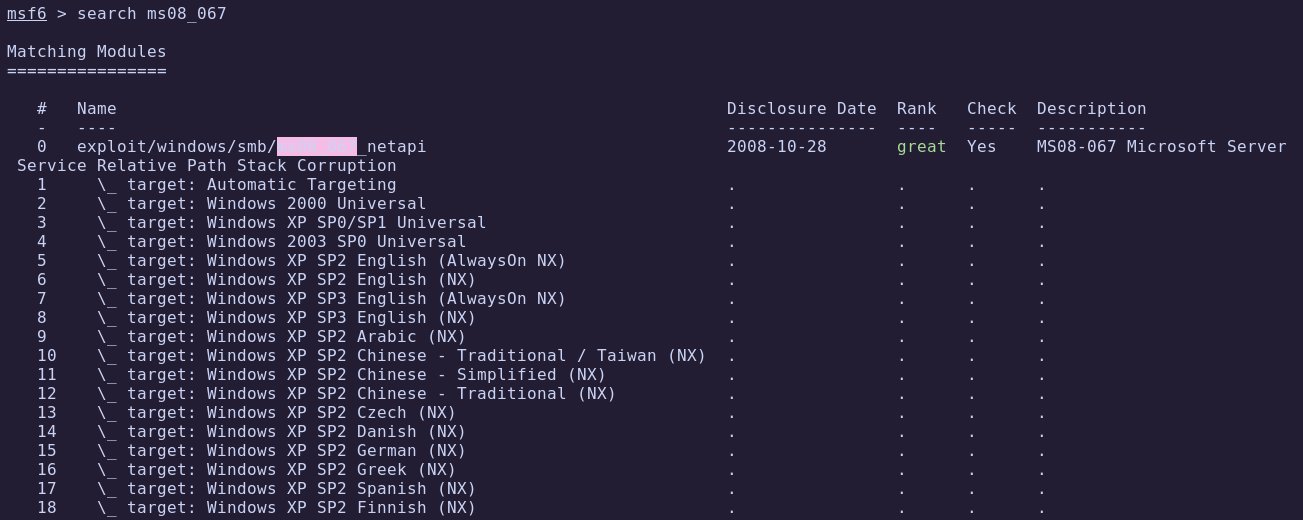 msf6 > search ms08_067
Matching Modules
================
# Name Disclosure Date Rank Check Description
- ---- --------------- ---- ----- -----------
0 exploit/windows/smb/ms08_067_netapi 2008-10-28 great Yes MS08-067 Microsoft Server
Service Relative Path Stack Corruption
1 \_ target: Automatic Targeting . . . .
2 \_ target: Windows 2000 Universal . . . .
3 \_ target: Windows XP SP0/SP1 Universal . . . .
4 \_ target: Windows 2003 SP0 Universal . . . .
5 \_ target: Windows XP SP2 English (AlwaysOn NX) . . . .
6 \_ target: Windows XP SP2 English (NX) . . . .
7 \_ target: Windows XP SP3 English (AlwaysOn NX) . . . .
8 \_ target: Windows XP SP3 English (NX) . . . .
9 \_ target: Windows XP SP2 Arabic (NX) . . . .
10 \_ target: Windows XP SP2 Chinese - Traditional / Taiwan (NX) . . . .
11 \_ target: Windows XP SP2 Chinese - Simplified (NX) . . . .
12 \_ target: Windows XP SP2 Chinese - Traditional (NX) . . . .
13 \_ target: Windows XP SP2 Czech (NX) . . . .
14 \_ target: Windows XP SP2 Danish (NX) . . . .
15 \_ target: Windows XP SP2 German (NX) . . . .
16 \_ target: Windows XP SP2 Greek (NX) . . . .
17 \_ target: Windows XP SP2 Spanish (NX) . . . .
18 \_ target: Windows XP SP2 Finnish (NX) . . . .